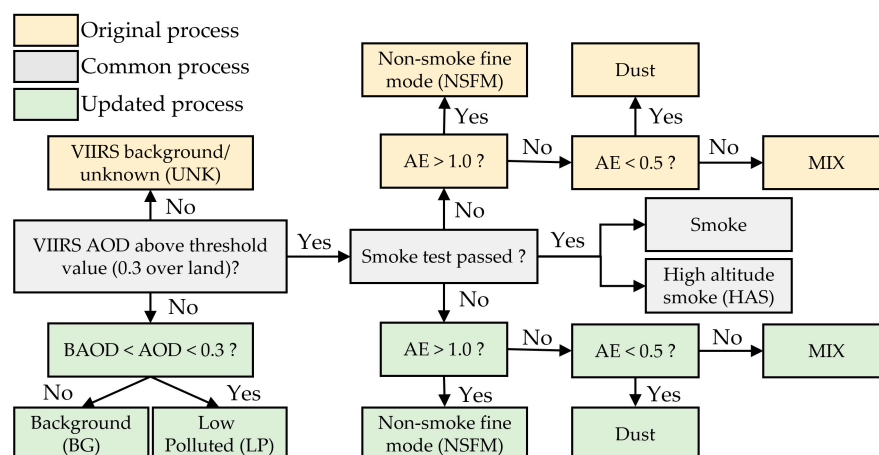 Original process
Common process
Updated process
Non-smoke fine
mode (NSFM)
Dust
Yes
Yes
VIIRS background/
unknown (UNK)
AE > 1.0 ?
No
AE < 0.5 ?
No
MIX
No
No
VIIRS AOD above threshold
value (0.3 over land)?
Yes
Smoke test passed ?
Yes
Smoke
High altitude
smoke (HAS)
No
No
BAOD < AOD < 0.3 ?
AE > 1.0 ?
No
AE < 0.5 ?
No
MIX
No
Yes
Yes
Yes
Background
(BG)
Low
Polluted (LP)
Non-smoke fine
mode (NSFM)
Dust